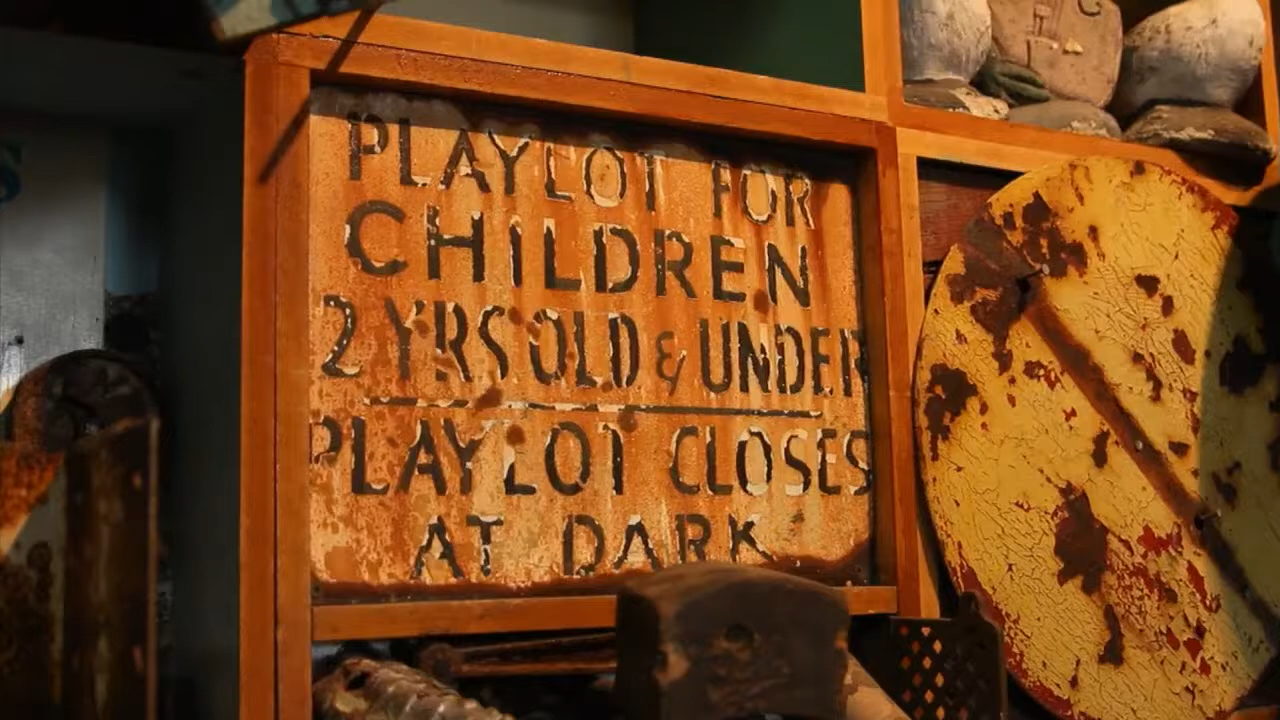 PLAYLOT FOR
CHILDREN
2 YRS OLD & UNDER
PLAYLOT CLOSES
AT DARK